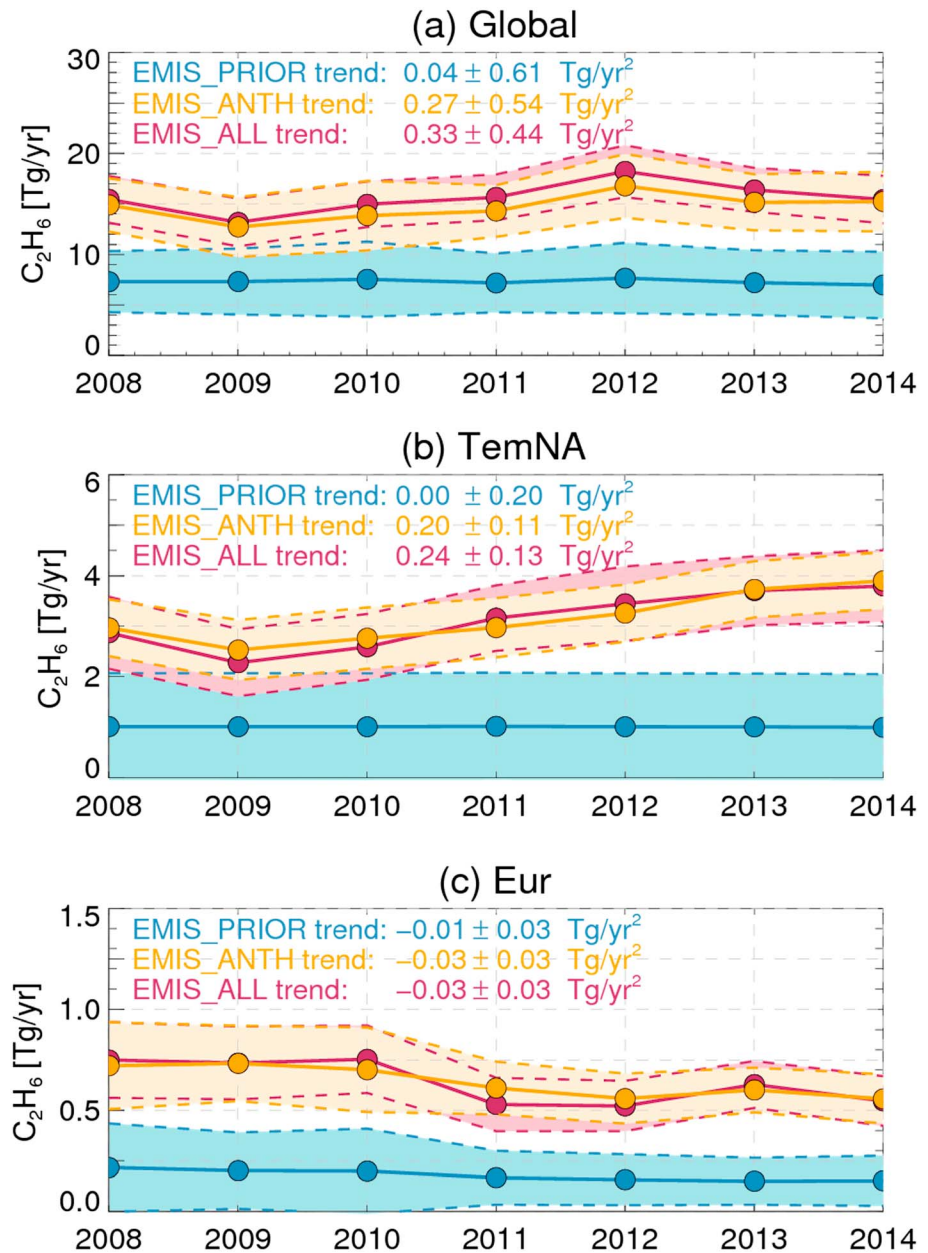 (a) Global
C₂H₆ [Tg/yr]
30
20
10
0
EMIS_PRIOR trend: 0.04 ± 0.61 Tg/yr²
EMIS_ANTH trend: 0.27 ± 0.54 Tg/yr²
EMIS_ALL trend: 0.33 ± 0.44 Tg/yr²
2008 2009 2010 2011 2012 2013 2014
(b) TemNA
C₂H₆ [Tg/yr]
6
4
2
0
EMIS_PRIOR trend: 0.00 ± 0.20 Tg/yr²
EMIS_ANTH trend: 0.20 ± 0.11 Tg/yr²
EMIS_ALL trend: 0.24 ± 0.13 Tg/yr²
2008 2009 2010 2011 2012 2013 2014
(c) Eur
C₂H₆ [Tg/yr]
1.5
1.0
0.5
0.0
EMIS_PRIOR trend: −0.01 ± 0.03 Tg/yr²
EMIS_ANTH trend: −0.03 ± 0.03 Tg/yr²
EMIS_ALL trend: −0.03 ± 0.03 Tg/yr²
2008 2009 2010 2011 2012 2013 2014